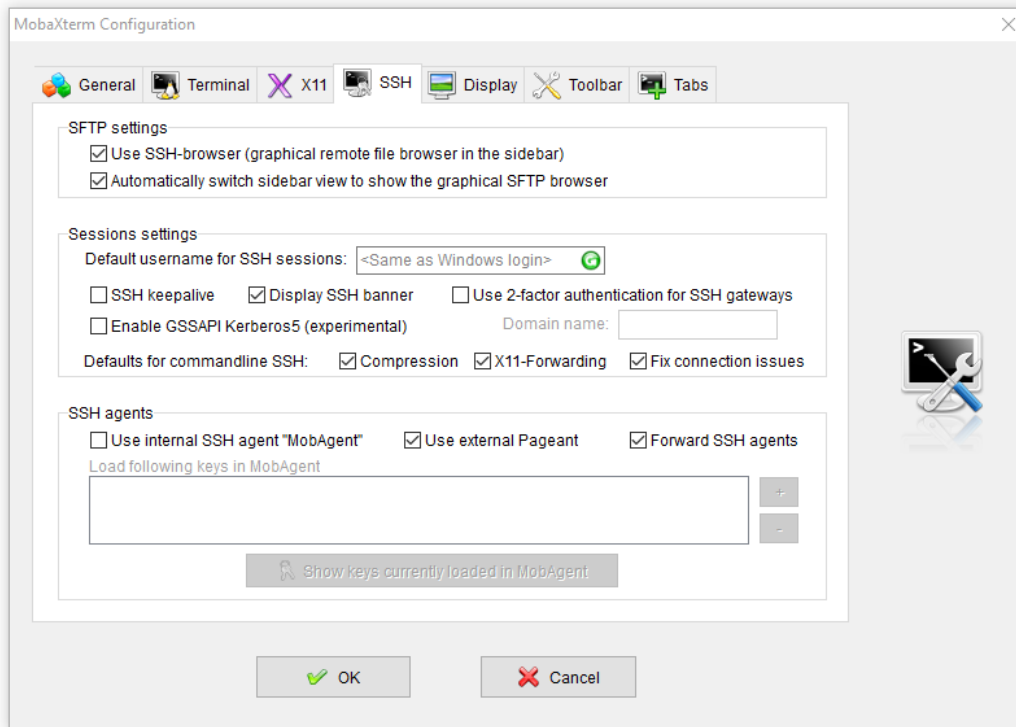 MobaXterm Configuration
General Terminal X11 SSH Display Toolbar Tabs
SFTP settings
Use SSH-browser (graphical remote file browser in the sidebar)
Automatically switch sidebar view to show the graphical SFTP browser
Sessions settings
Default username for SSH sessions: <Same as Windows login>
SSH keepalive Display SSH banner Use 2-factor authentication for SSH gateways
Enable GSSAPI Kerberos5 (experimental) Domain name:
Defaults for commandline SSH: Compression X11-Forwarding Fix connection issues
SSH agents
Use internal SSH agent "MobAgent" Use external Pageant Forward SSH agents
Load following keys in MobAgent
+
-
Show keys currently loaded in MobAgent
OK Cancel